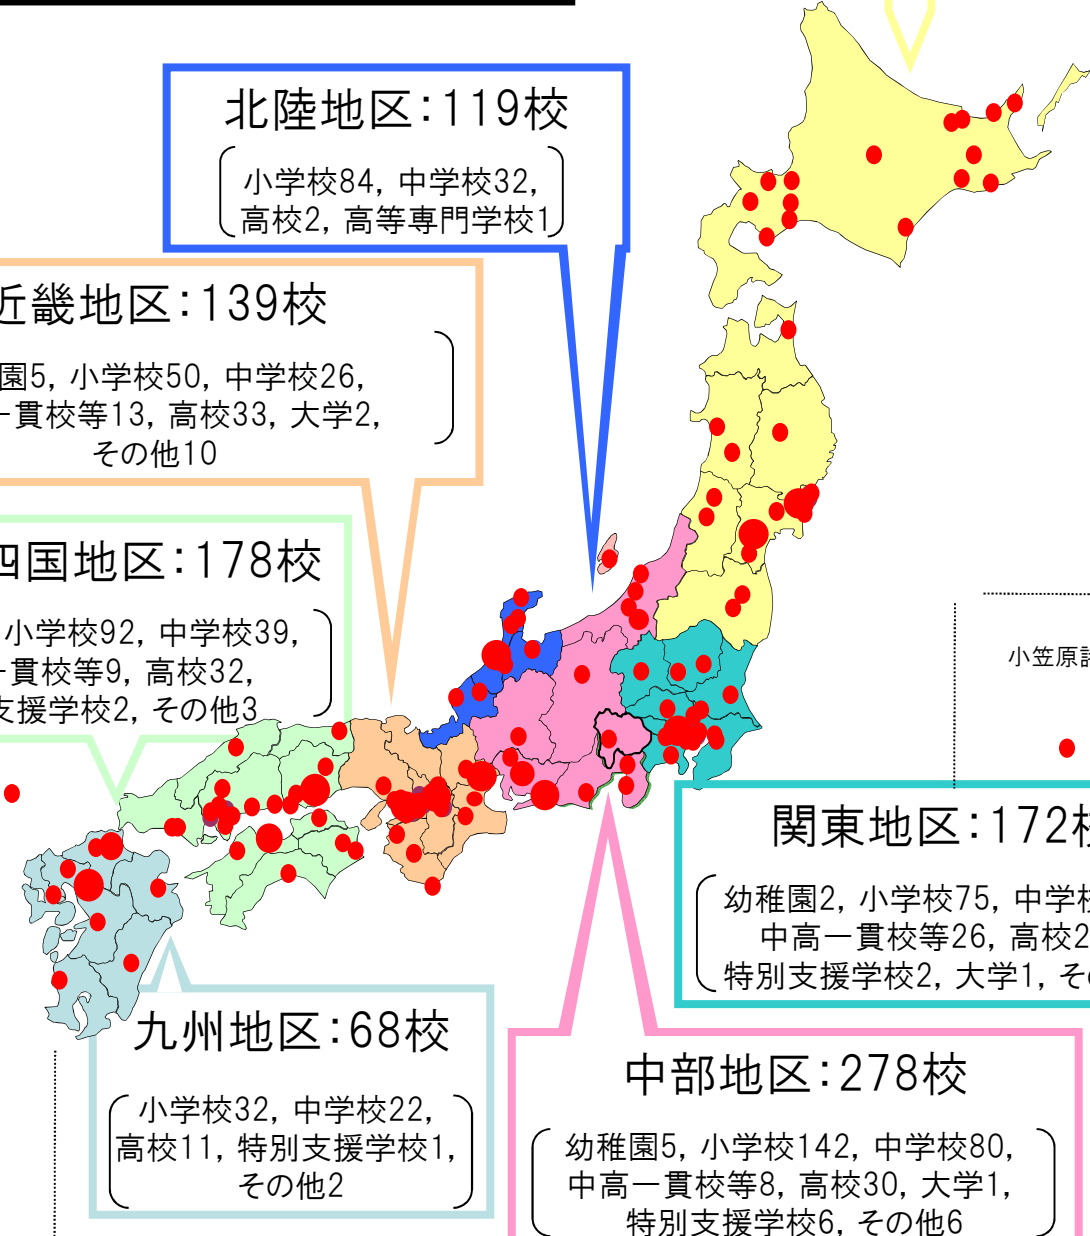 北陸地区:119校
小学校84, 中学校32,
高校2, 高等専門学校1
近畿地区:139校
園5, 小学校50, 中学校26,
一貫校等13, 高校33, 大学2,
その他10
四国地区:178校
小学校92, 中学校39,
一貫校等9, 高校32,
支援学校2, その他3
小笠原諸
関東地区:172校
幼稚園2, 小学校75, 中学校
中高一貫校等26, 高校2
特別支援学校2, 大学1, その
九州地区:68校
小学校32, 中学校22,
高校11, 特別支援学校1,
その他2
中部地区:278校
幼稚園5, 小学校142, 中学校80,
中高一貫校等8, 高校30, 大学1,
特別支援学校6, その他6